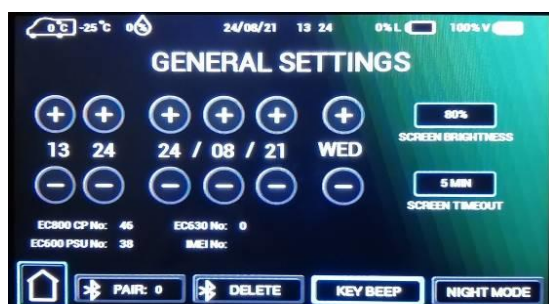 0°C -25°C 0% 24/08/21 13 24 0% L 100% V
GENERAL SETTINGS
+ + + + + +
13 24 24 / 08 / 21 WED
- - - - - -
80%
SCREEN BRIGHTNESS
5 MIN
SCREEN TIMEOUT
EC800 CP No: 46 EC630 No: 0
EC600 PSU No: 38 IMEI No:
PAIR: 0 DELETE KEY BEEP NIGHT MODE